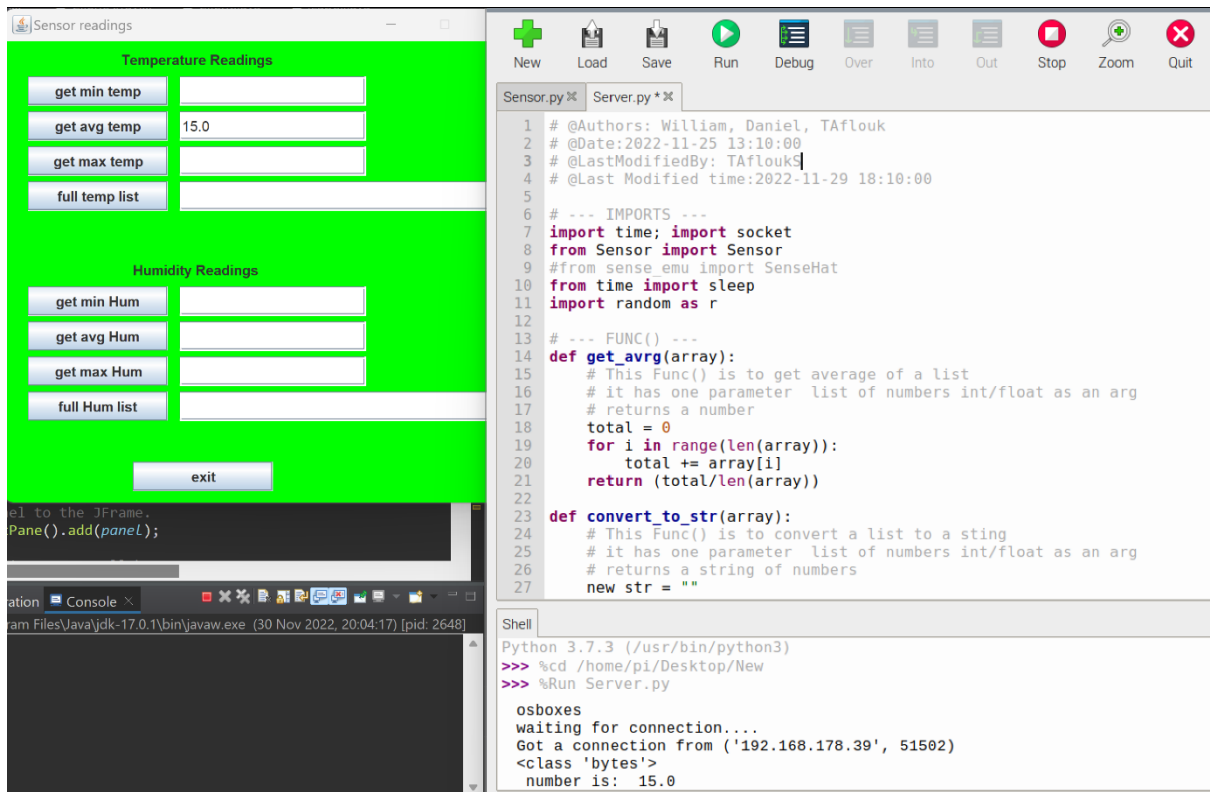 Sensor readings
Temperature Readings
get min temp
get avg temp 15.0
get max temp
full temp list
Humidity Readings
get min Hum
get avg Hum
get max Hum
full Hum list
exit
el to the JFrame.
Pane().add(panel);
ration Console
ram Files\Java\jdk-17.0.1\bin\javaw.exe (30 Nov 2022, 20:04:17) [pid: 2648]
New Load Save Run Debug Over Into Out Stop Zoom Quit
Sensor.py Server.py *
1 # @Authors: William, Daniel, TAflouk
2 # @Date:2022-11-25 13:10:00
3 # @LastModifiedBy: TAfloukS
4 # @Last Modified time:2022-11-29 18:10:00
5
6 # --- IMPORTS ---
7 import time; import socket
8 from Sensor import Sensor
9 #from sense_emu import SenseHat
10 from time import sleep
11 import random as r
12
13 # --- FUNC() ---
14 def get_avrg(array):
15 # This Func() is to get average of a list
16 # it has one parameter  list of numbers int/float as an arg
17 # returns a number
18 total = 0
19 for i in range(len(array)):
20 total += array[i]
21 return (total/len(array))
22
23 def convert_to_str(array):
24 # This Func() is to convert a list to a sting
25 # it has one parameter  list of numbers int/float as an arg
26 # returns a string of numbers
27 new str = ""
Shell
Python 3.7.3 (/usr/bin/python3)
>>> %cd /home/pi/Desktop/New
>>> %Run Server.py
osboxes
waiting for connection....
Got a connection from ('192.168.178.39', 51502)
<class 'bytes'>
number is:  15.0